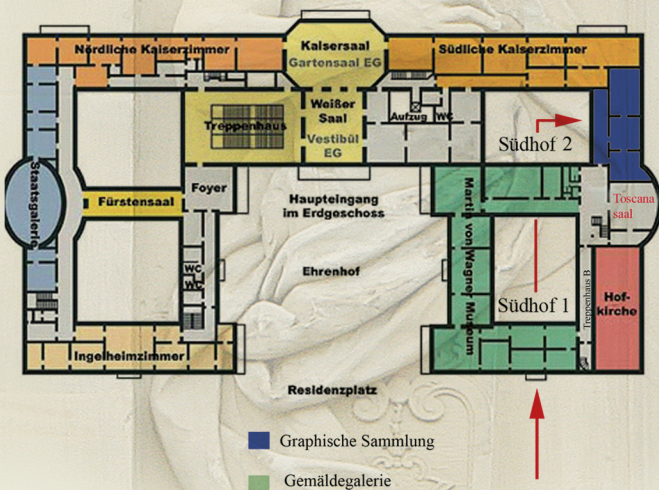 Nördliche Kaiserzimmer
Kaisersaal
Gartensaal EG
Südliche Kaiserzimmer
Weißer
Saal
Vestibül
EG
Treppenhaus
Aufzug
WC
Südhof 2
Staatsgalerie
Fürstensaal
Foyer
Haupteingang
im Erdgeschoss
Martin von Wagner Museum
Toscana
saal
Ehrenhof
WC
WC
Südhof 1
Treppenhaus B
Hof-
kirche
Ingelheimzimmer
Residenzplatz
Graphische Sammlung
Gemäldegalerie